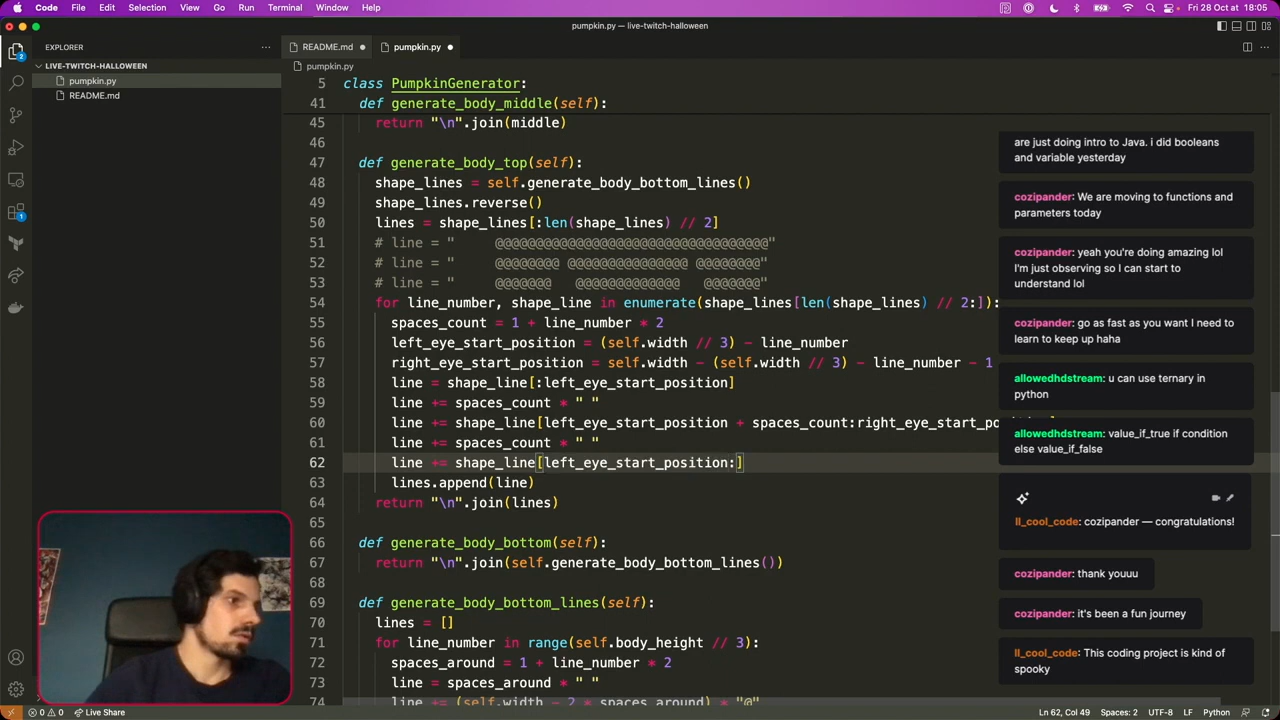 Code File Edit Selection View Go Run Terminal Window Help Fri 28 Oct at 18:05
pumpkin.py — live-twitch-halloween
EXPLORER
README.md
pumpkin.py
LIVE-TWITCH-HALLOWEEN
pumpkin.py
README.md
pumpkin.py
5 class PumpkinGenerator:
41 def generate_body_middle(self):
45 return "\n".join(middle)
46
47 def generate_body_top(self):
48 shape_lines = self.generate_body_bottom_lines()
49 shape_lines.reverse()
50 lines = shape_lines[:len(shape_lines) // 2]
51 # line = "     @@@@@@@@@@@@@@@@@@@@@@@@@@@@@@@@@@"
52 # line = "     @@@@@@@@ @@@@@@@@@@@@@@@ @@@@@@@@"
53 # line = "     @@@@@@@   @@@@@@@@@@@@@   @@@@@@@"
54 for line_number, shape_line in enumerate(shape_lines[len(shape_lines) // 2:]):
55 spaces_count = 1 + line_number * 2
56 left_eye_start_position = (self.width // 3) - line_number
57 right_eye_start_position = self.width - (self.width // 3) - line_number - 1
58 line = shape_line[:left_eye_start_position]
59 line += spaces_count * " "
60 line += shape_line[left_eye_start_position + spaces_count:right_eye_start_po
61 line += spaces_count * " "
62 line += shape_line[left_eye_start_position:]
63 lines.append(line)
64 return "\n".join(lines)
65
66 def generate_body_bottom(self):
67 return "\n".join(self.generate_body_bottom_lines())
68
69 def generate_body_bottom_lines(self):
70 lines = []
71 for line_number in range(self.body_height // 3):
72 spaces_around = 1 + line_number * 2
73 line = spaces_around * " "
74 line += (self.width - 2 * spaces_around) * "@"
are just doing intro to Java. i did booleans
and variable yesterday
cozipander: We are moving to functions and
parameters today
cozipander: yeah you're doing amazing lol
I'm just observing so I can start to
understand lol
cozipander: go as fast as you want I need to
learn to keep up haha
allowedhdstream: u can use ternary in
python
allowedhdstream: value_if_true if condition
else value_if_false
ll_cool_code: cozipander — congratulations!
cozipander: thank youuu
cozipander: it's been a fun journey
ll_cool_code: This coding project is kind of
spooky
2
1
0 0 Live Share Ln 62, Col 49 Spaces: 2 UTF-8 LF Python